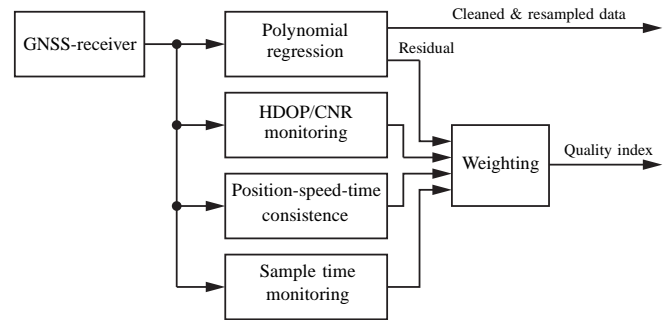 Cleaned & resampled data
GNSS-receiver
Polynomial
regression
Residual
HDOP/CNR
monitoring
Weighting
Quality index
Position-speed-time
consistence
Sample time
monitoring